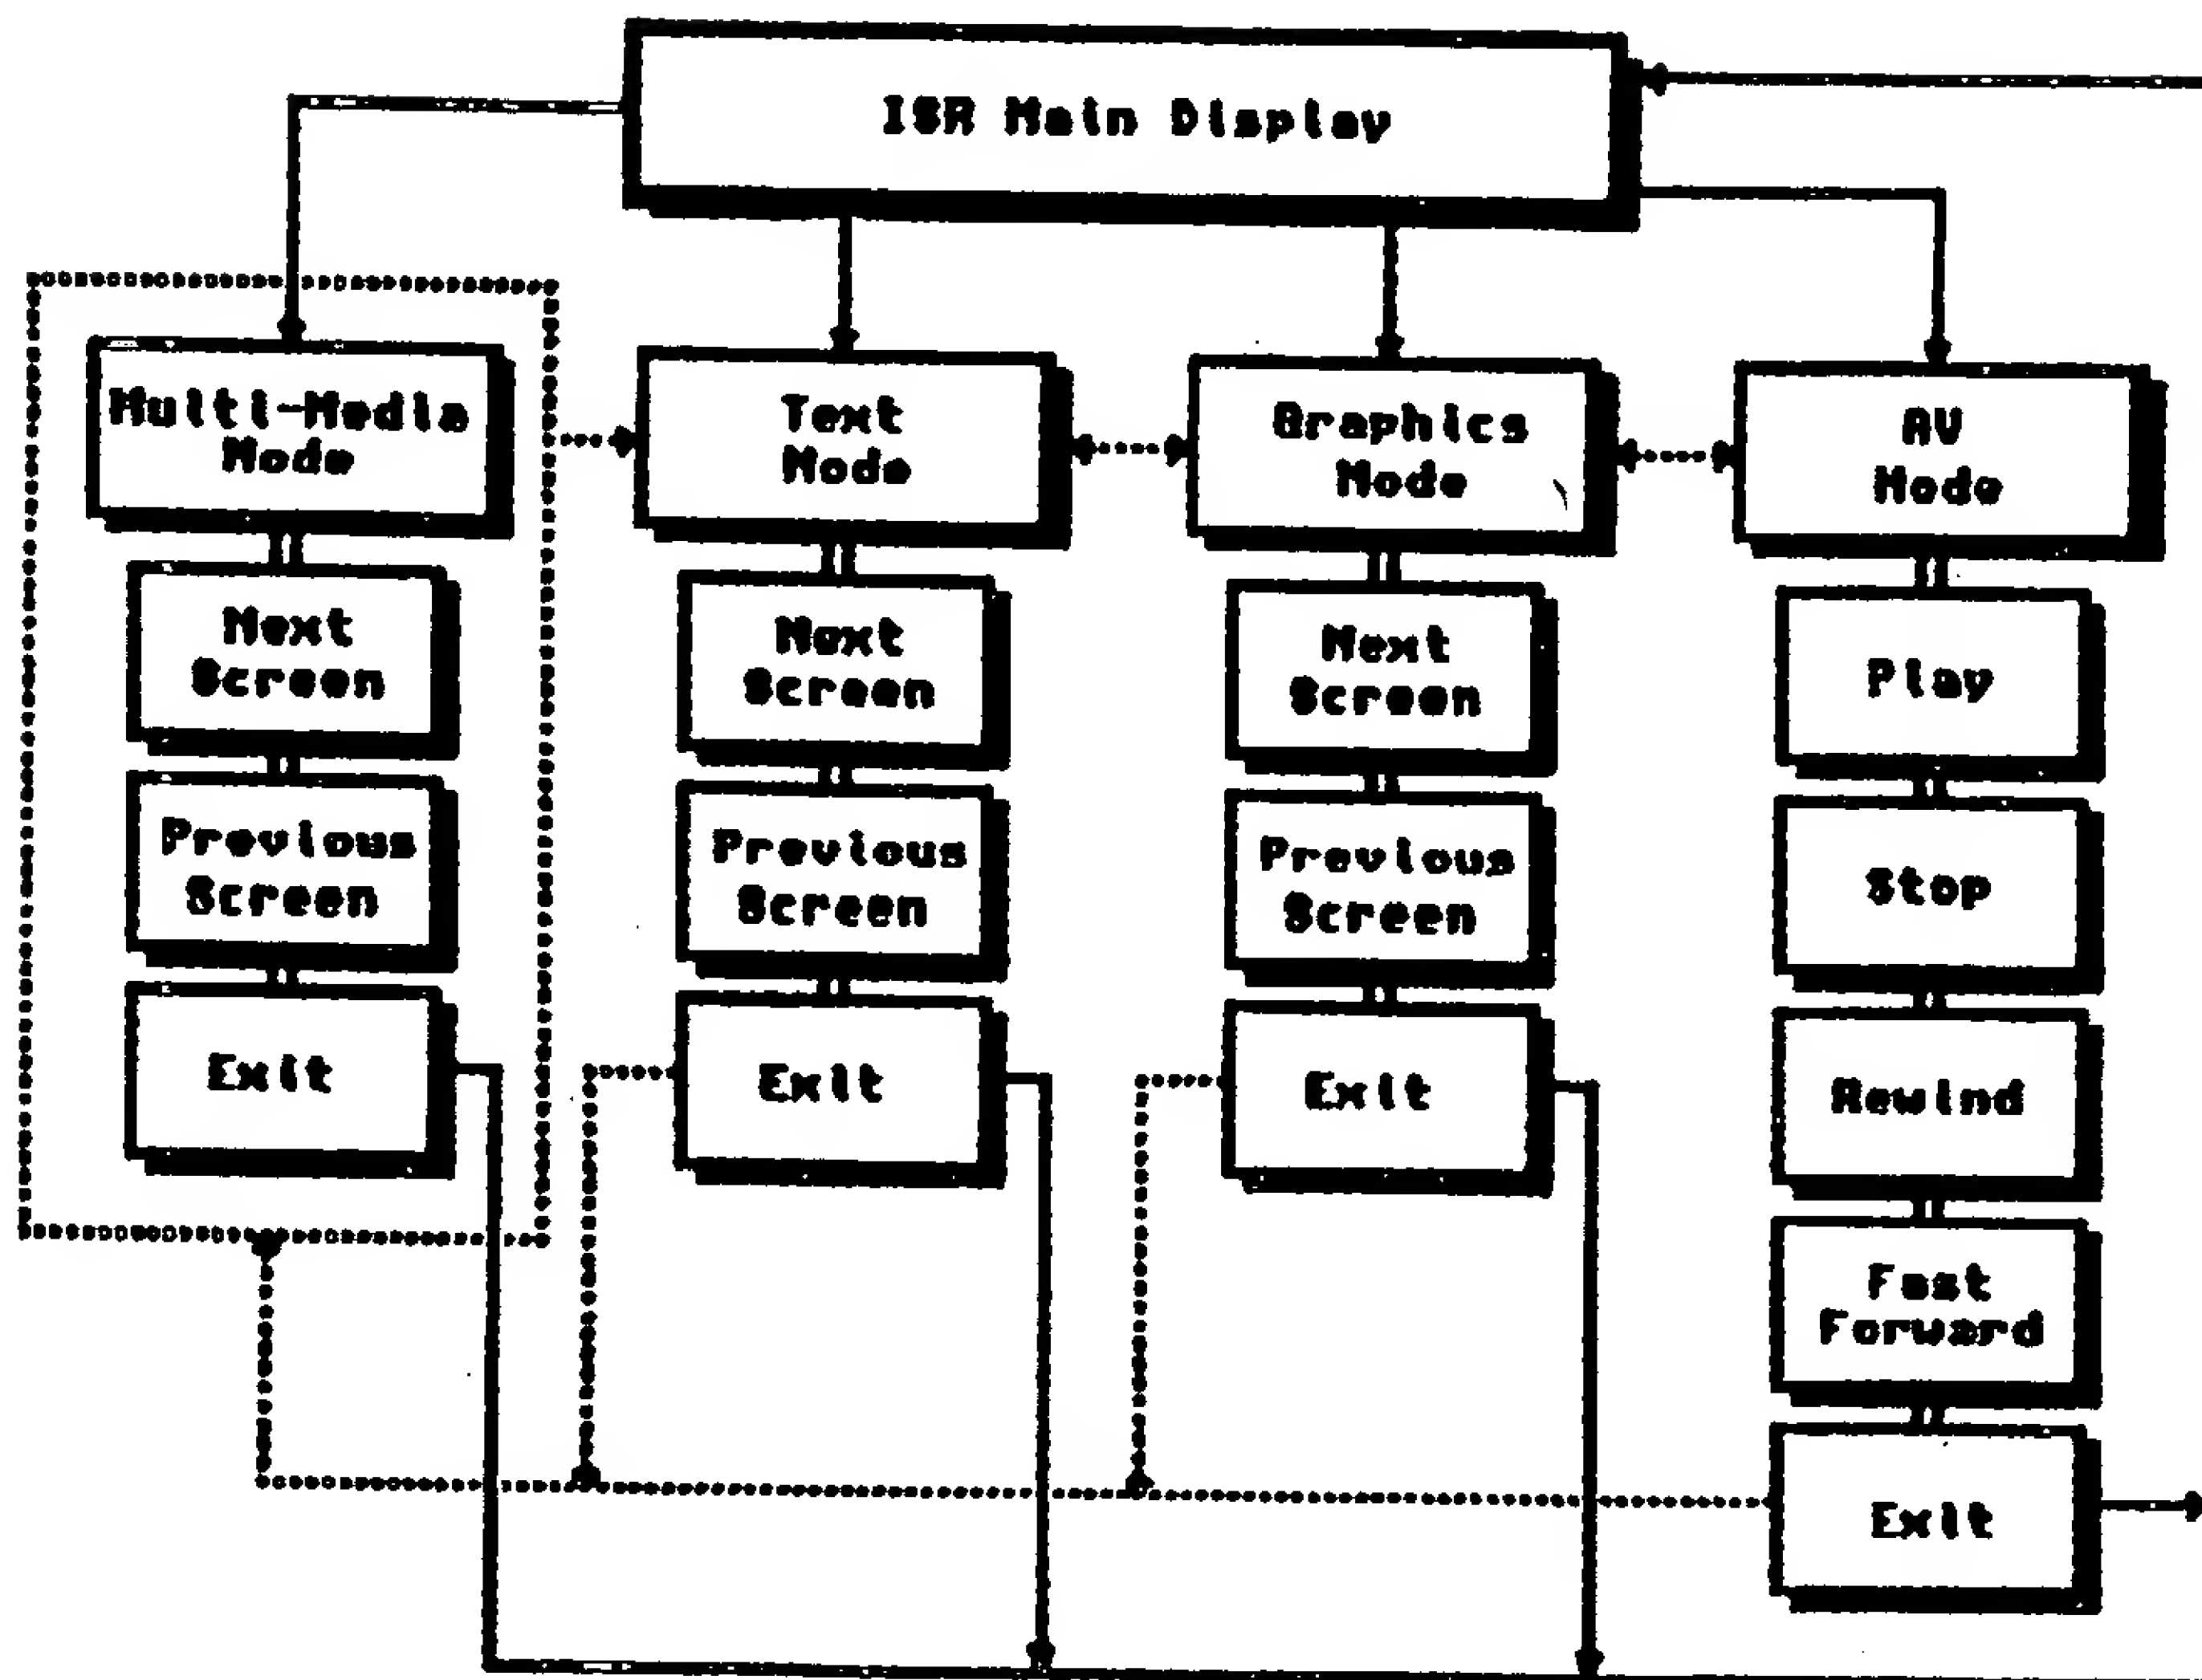 ISR Main Display
Multi-Media
Mode
Next
Screen
Previous
Screen
Exit
Text
Mode
Next
Screen
Previous
Screen
Exit
Graphics
Mode
Next
Screen
Previous
Screen
Exit
AV
Mode
Play
Stop
Rewind
Fast
Forward
Exit